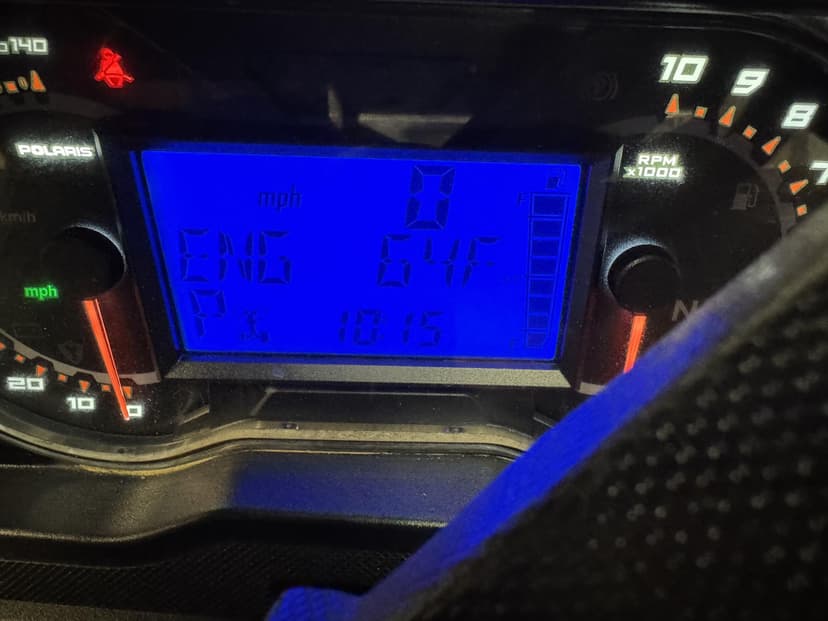 140
10
9
8
7
POLARIS
RPM
x1000
mph
0
F
km/h
ENG 64F
mph
P 1015
N
20
10
0